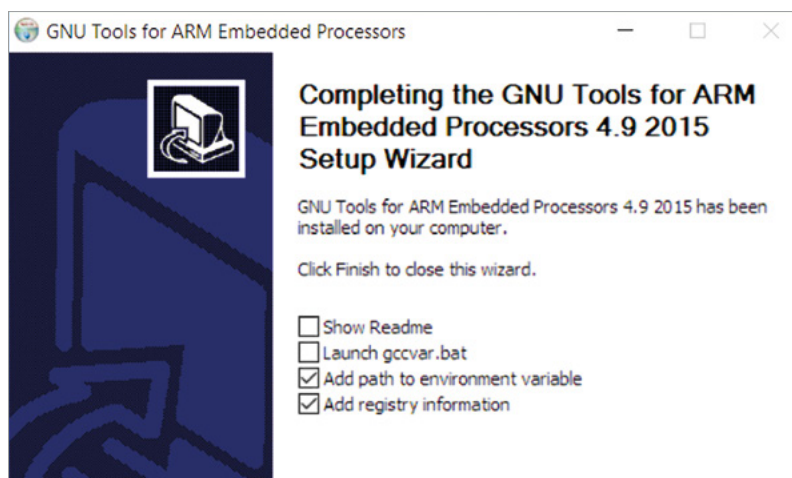 GNU Tools for ARM Embedded Processors
Completing the GNU Tools for ARM
Embedded Processors 4.9 2015
Setup Wizard
GNU Tools for ARM Embedded Processors 4.9 2015 has been
installed on your computer.
Click Finish to close this wizard.
Show Readme
Launch gccvar.bat
Add path to environment variable
Add registry information